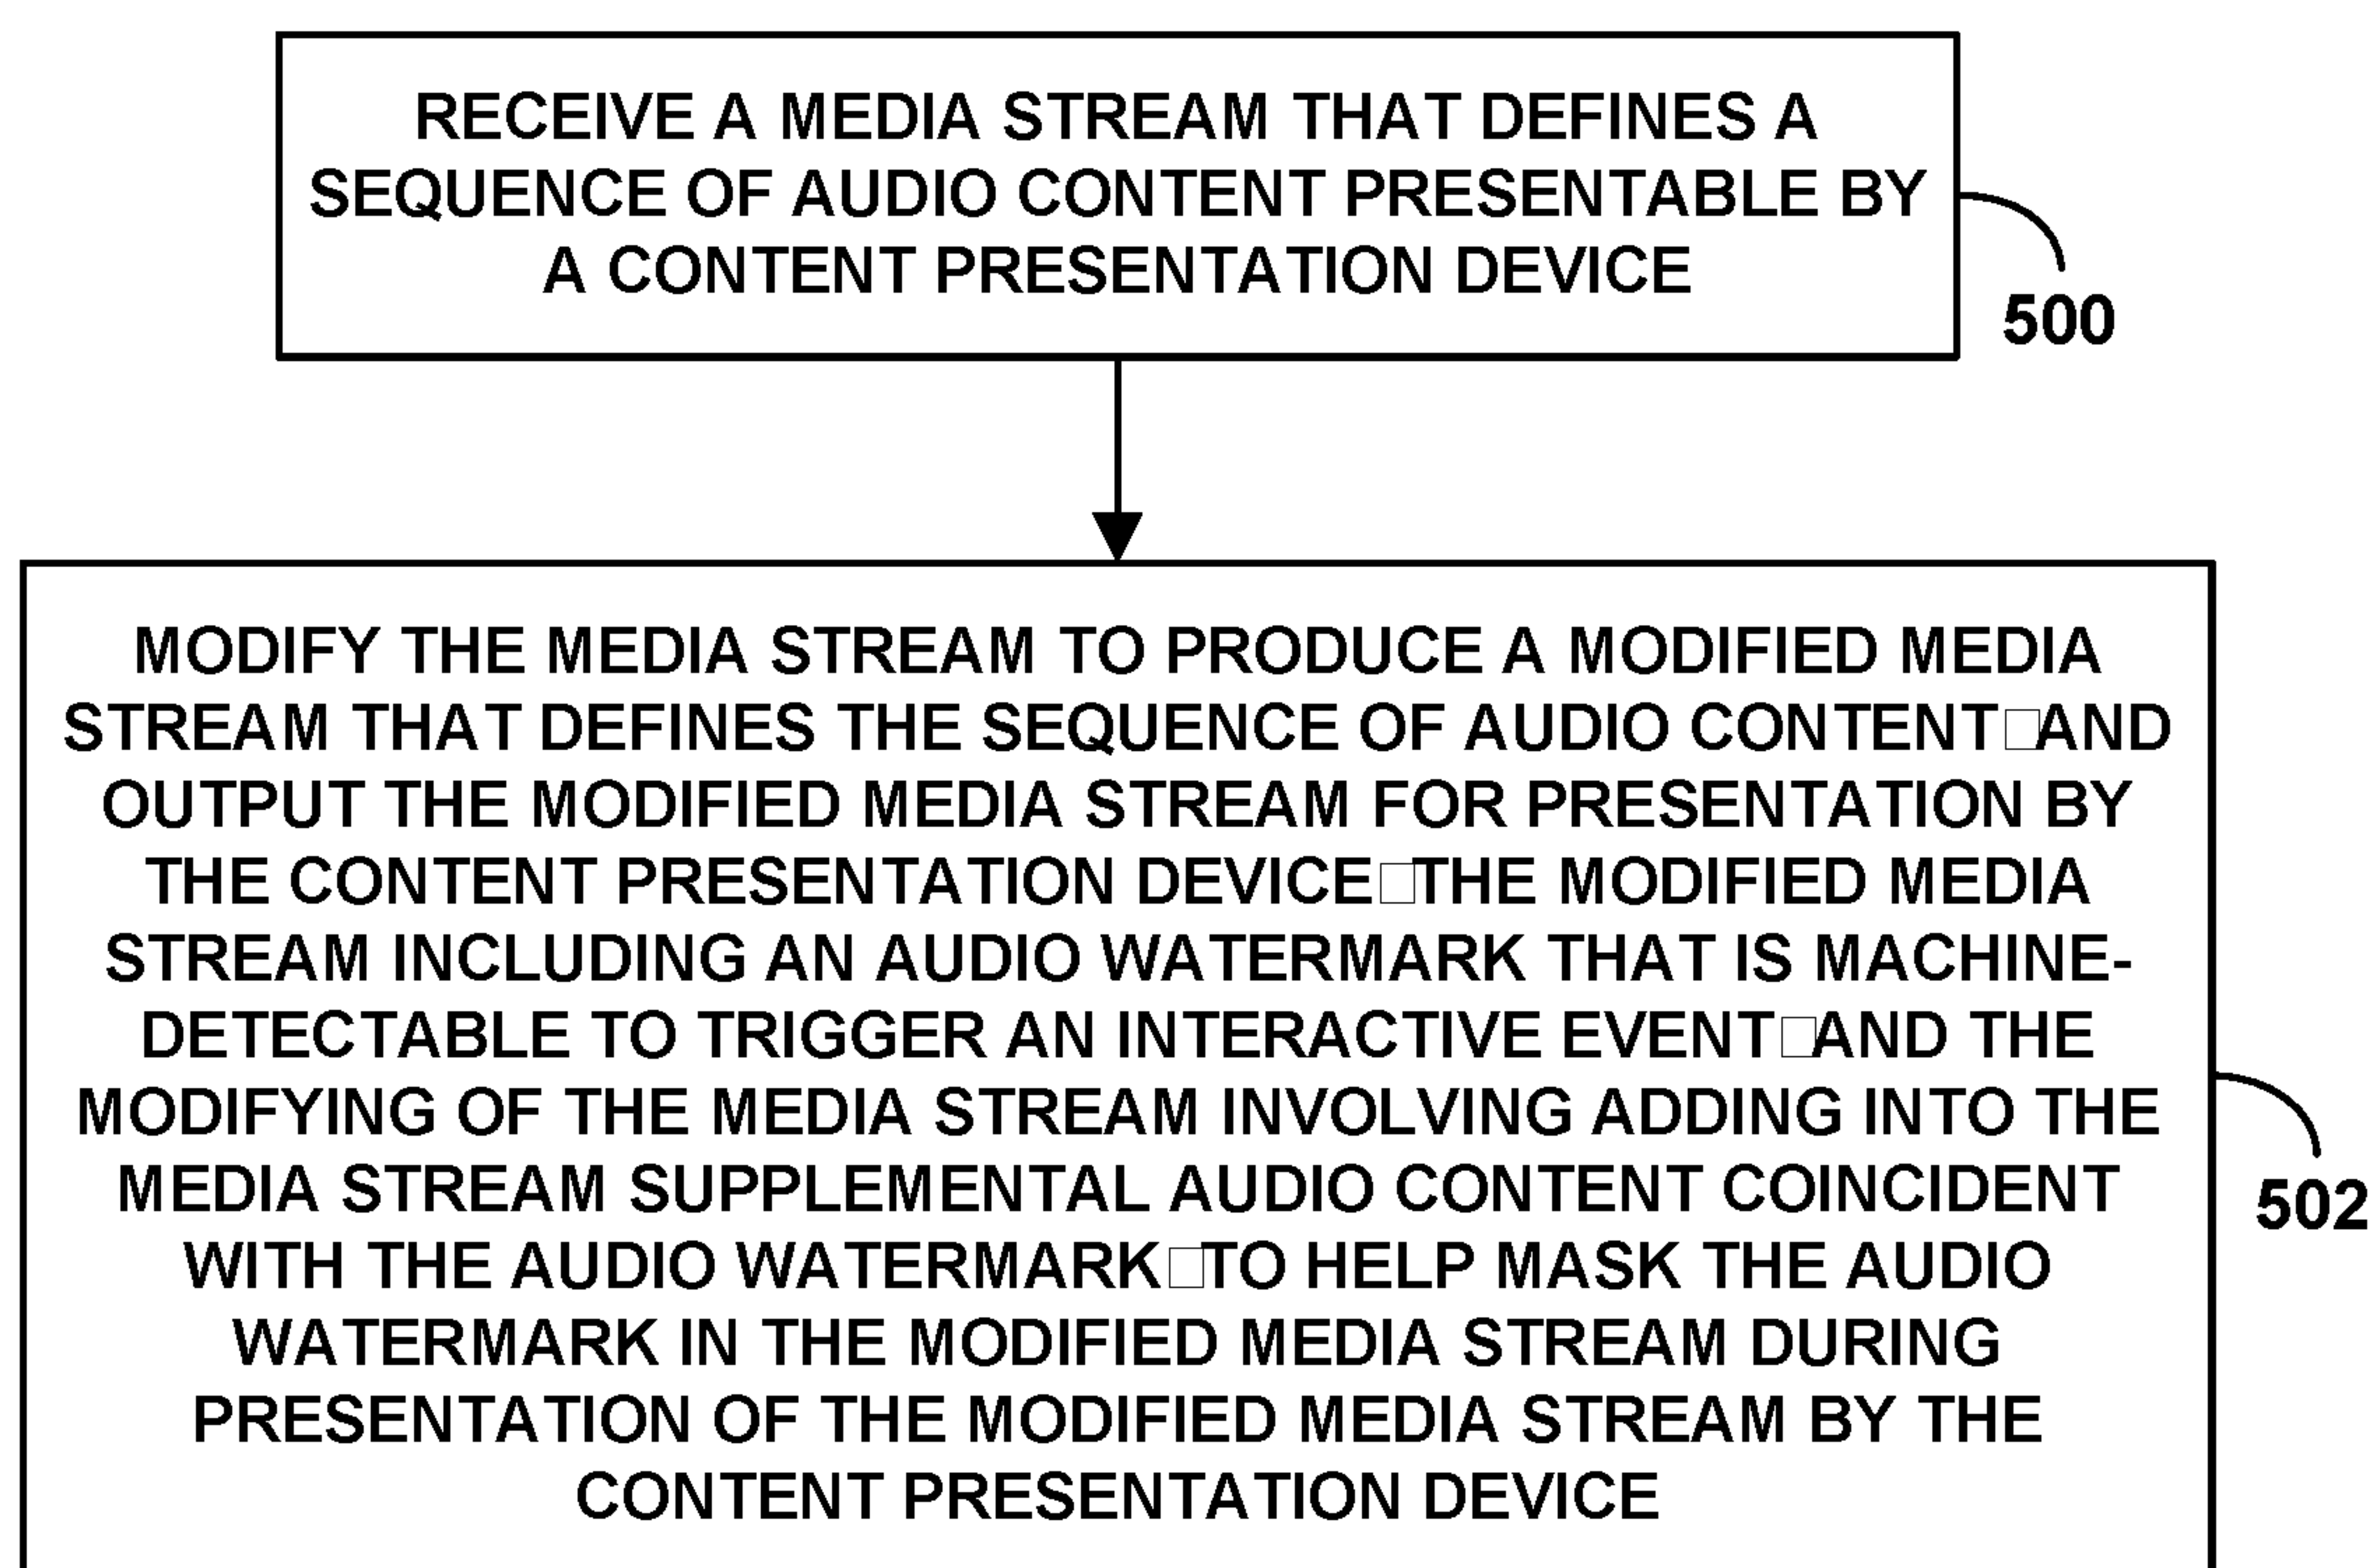 RECEIVE A MEDIA STREAM THAT DEFINES A
SEQUENCE OF AUDIO CONTENT PRESENTABLE BY
A CONTENT PRESENTATION DEVICE
500
MODIFY THE MEDIA STREAM TO PRODUCE A MODIFIED MEDIA
STREAM THAT DEFINES THE SEQUENCE OF AUDIO CONTENT□AND
OUTPUT THE MODIFIED MEDIA STREAM FOR PRESENTATION BY
THE CONTENT PRESENTATION DEVICE□THE MODIFIED MEDIA
STREAM INCLUDING AN AUDIO WATERMARK THAT IS MACHINE-
DETECTABLE TO TRIGGER AN INTERACTIVE EVENT□AND THE
MODIFYING OF THE MEDIA STREAM INVOLVING ADDING INTO THE
MEDIA STREAM SUPPLEMENTAL AUDIO CONTENT COINCIDENT
WITH THE AUDIO WATERMARK□TO HELP MASK THE AUDIO
WATERMARK IN THE MODIFIED MEDIA STREAM DURING
PRESENTATION OF THE MODIFIED MEDIA STREAM BY THE
CONTENT PRESENTATION DEVICE
502